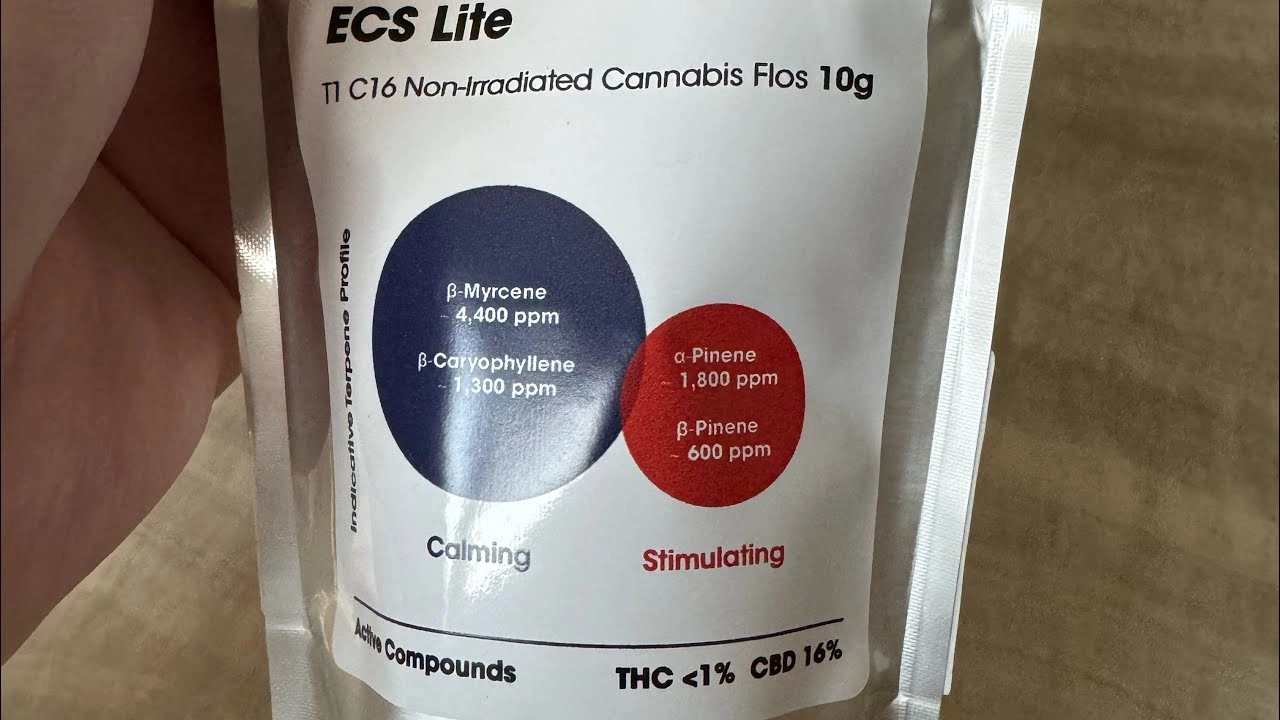 ECS Lite
T1 C16 Non-Irradiated Cannabis Flos 10g
Indicative Terpene Profile
β-Myrcene
~ 4,400 ppm
β-Caryophyllene
~ 1,300 ppm
α-Pinene
~ 1,800 ppm
β-Pinene
~ 600 ppm
Calming
Stimulating
Active Compounds
THC <1% CBD 16%